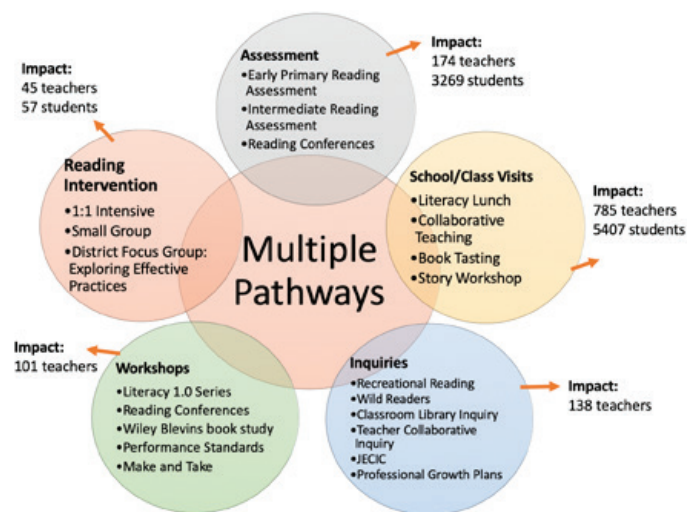 Assessment
•Early Primary Reading
Assessment
•Intermediate Reading
Assessment
•Reading Conferences
Impact:
174 teachers
3269 students
Impact:
45 teachers
57 students
Reading
Intervention
•1:1 Intensive
•Small Group
•District Focus Group:
Exploring Effective
Practices
School/Class Visits
•Literacy Lunch
•Collaborative
Teaching
•Book Tasting
•Story Workshop
Impact:
785 teachers
5407 students
Multiple
Pathways
Impact:
101 teachers
Workshops
•Literacy 1.0 Series
•Reading Conferences
•Wiley Blevins book study
•Performance Standards
•Make and Take
Inquiries
•Recreational Reading
•Wild Readers
•Classroom Library Inquiry
•Teacher Collaborative
Inquiry
•JECIC
•Professional Growth Plans
Impact:
138 teachers